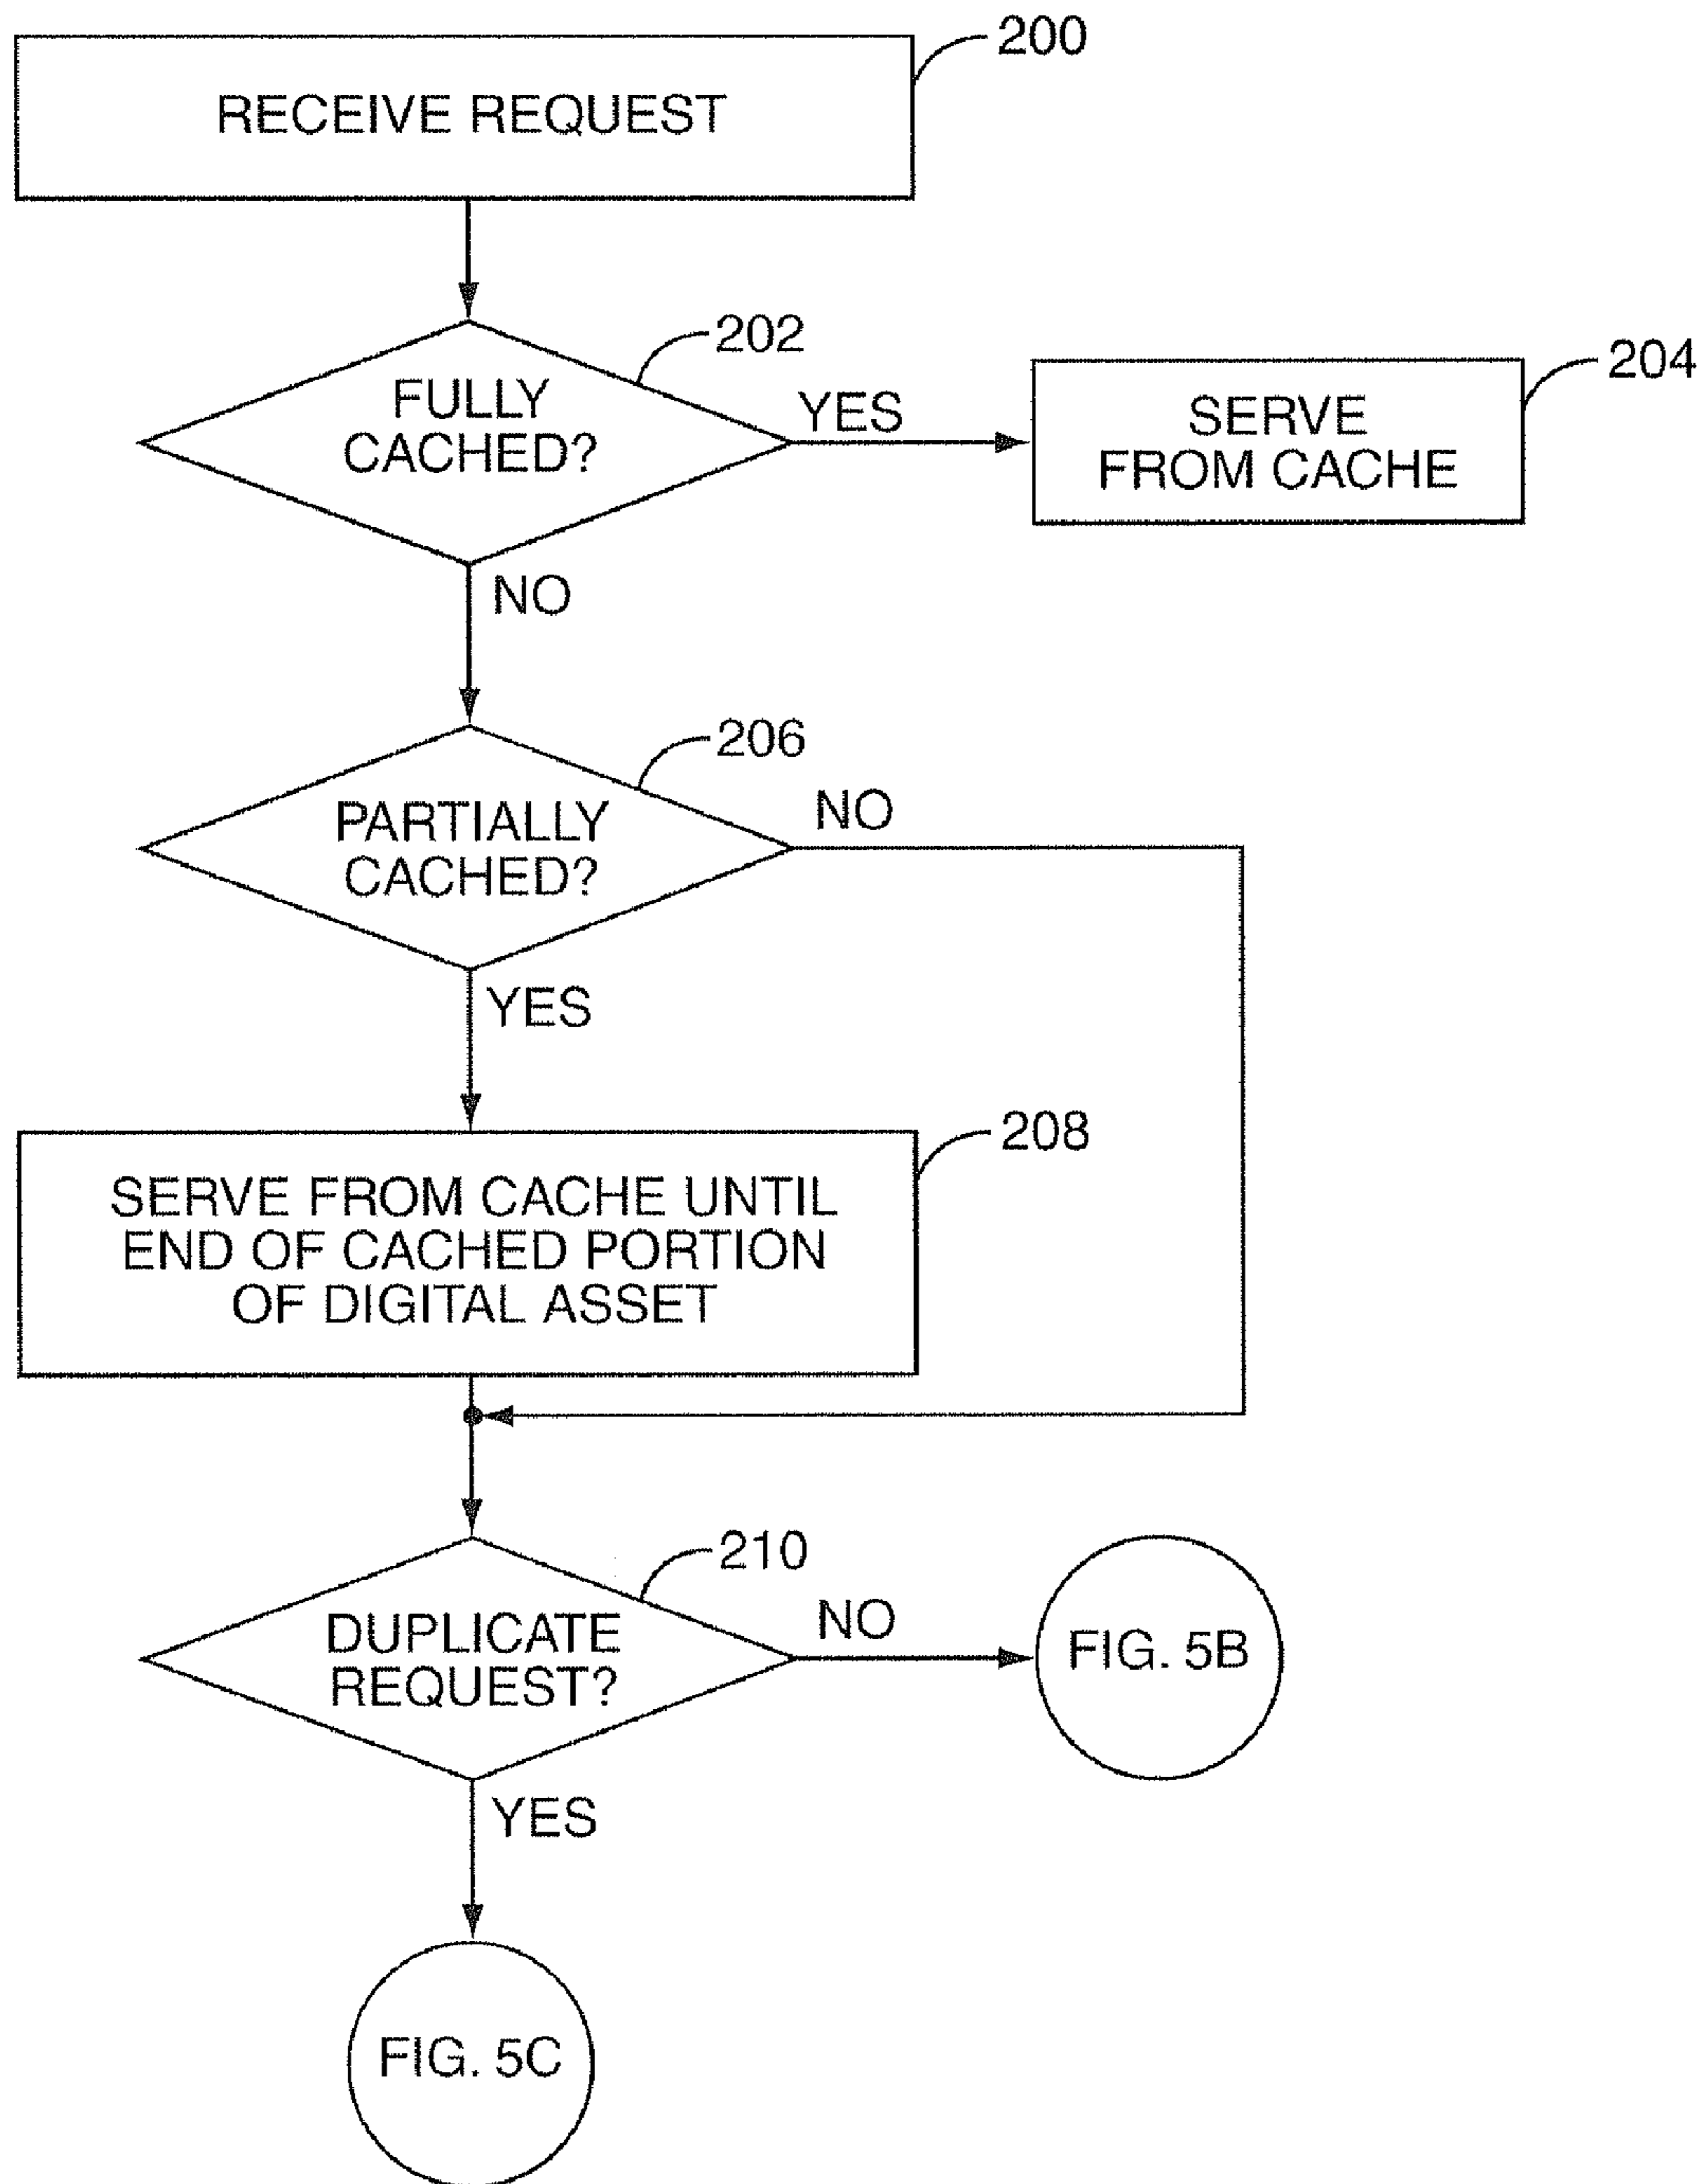 200
RECEIVE REQUEST
202
FULLY
CACHED?
YES
204
SERVE
FROM CACHE
NO
206
PARTIALLY
CACHED?
NO
YES
208
SERVE FROM CACHE UNTIL
END OF CACHED PORTION
OF DIGITAL ASSET
210
DUPLICATE
REQUEST?
NO
FIG. 5B
YES
FIG. 5C